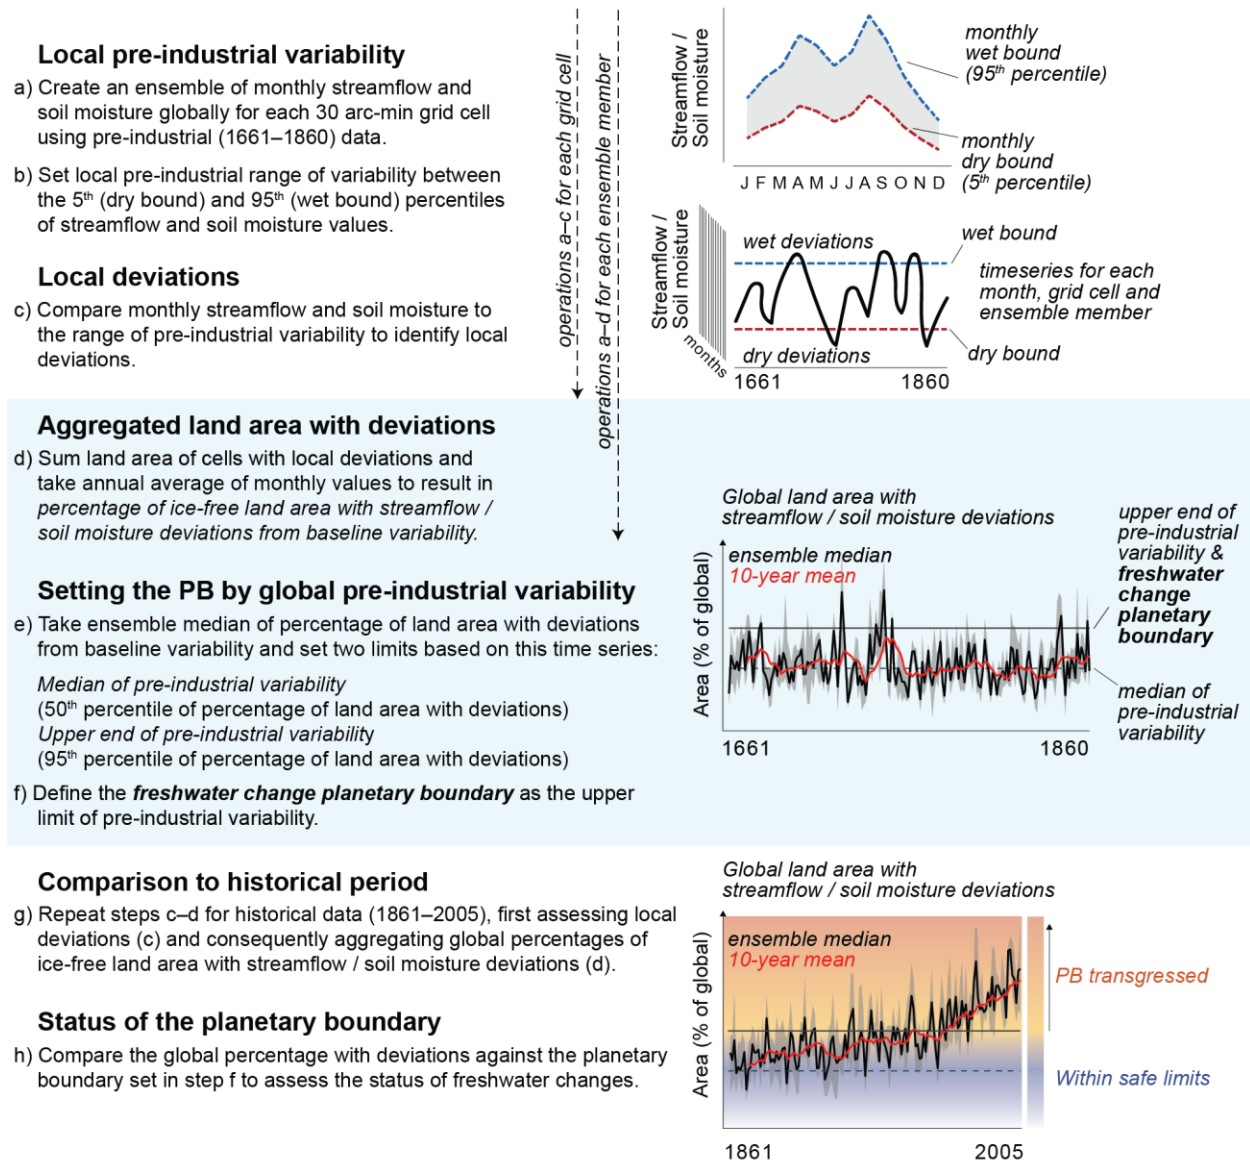 Local pre-industrial variability
a) Create an ensemble of monthly streamflow and
soil moisture globally for each 30 arc-min grid cell
using pre-industrial (1661–1860) data.
b) Set local pre-industrial range of variability between
the 5th (dry bound) and 95th (wet bound) percentiles
of streamflow and soil moisture values.
Local deviations
c) Compare monthly streamflow and soil moisture to
the range of pre-industrial variability to identify local
deviations.
operations a–c for each grid cell
operations a–d for each ensemble member
Streamflow /
Soil moisture
monthly
wet bound
(95th percentile)
monthly
dry bound
(5th percentile)
J F M A M J J A S O N D
Streamflow /
Soil moisture
months
wet deviations
dry deviations
wet bound
timeseries for each
month, grid cell and
ensemble member
dry bound
1661
1860
Aggregated land area with deviations
d) Sum land area of cells with local deviations and
take annual average of monthly values to result in
percentage of ice-free land area with streamflow /
soil moisture deviations from baseline variability.
Setting the PB by global pre-industrial variability
e) Take ensemble median of percentage of land area with deviations
from baseline variability and set two limits based on this time series:
Median of pre-industrial variability
(50th percentile of percentage of land area with deviations)
Upper end of pre-industrial variability
(95th percentile of percentage of land area with deviations)
f) Define the freshwater change planetary boundary as the upper
limit of pre-industrial variability.
Global land area with
streamflow / soil moisture deviations
ensemble median
10-year mean
Area (% of global)
1661
1860
upper end of
pre-industrial
variability &
freshwater
change
planetary
boundary
median of
pre-industrial
variability
Comparison to historical period
g) Repeat steps c–d for historical data (1861–2005), first assessing local
deviations (c) and consequently aggregating global percentages of
ice-free land area with streamflow / soil moisture deviations (d).
Status of the planetary boundary
h) Compare the global percentage with deviations against the planetary
boundary set in step f to assess the status of freshwater changes.
Global land area with
streamflow / soil moisture deviations
ensemble median
10-year mean
Area (% of global)
1861
2005
PB transgressed
Within safe limits